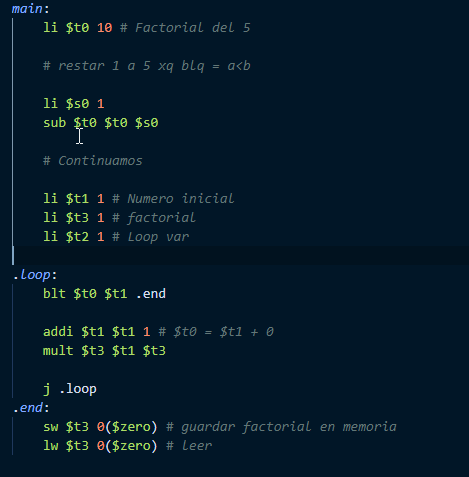 main:
li $t0 10 # Factorial del 5
# restar 1 a 5 xq blq = a<b
li $s0 1
sub $t0 $t0 $s0
# Continuamos
li $t1 1 # Numero inicial
li $t3 1 # factorial
li $t2 1 # Loop var
.loop:
blt $t0 $t1 .end
addi $t1 $t1 1 # $t0 = $t1 + 0
mult $t3 $t1 $t3
j .loop
.end:
sw $t3 0($zero) # guardar factorial en memoria
lw $t3 0($zero) # leer